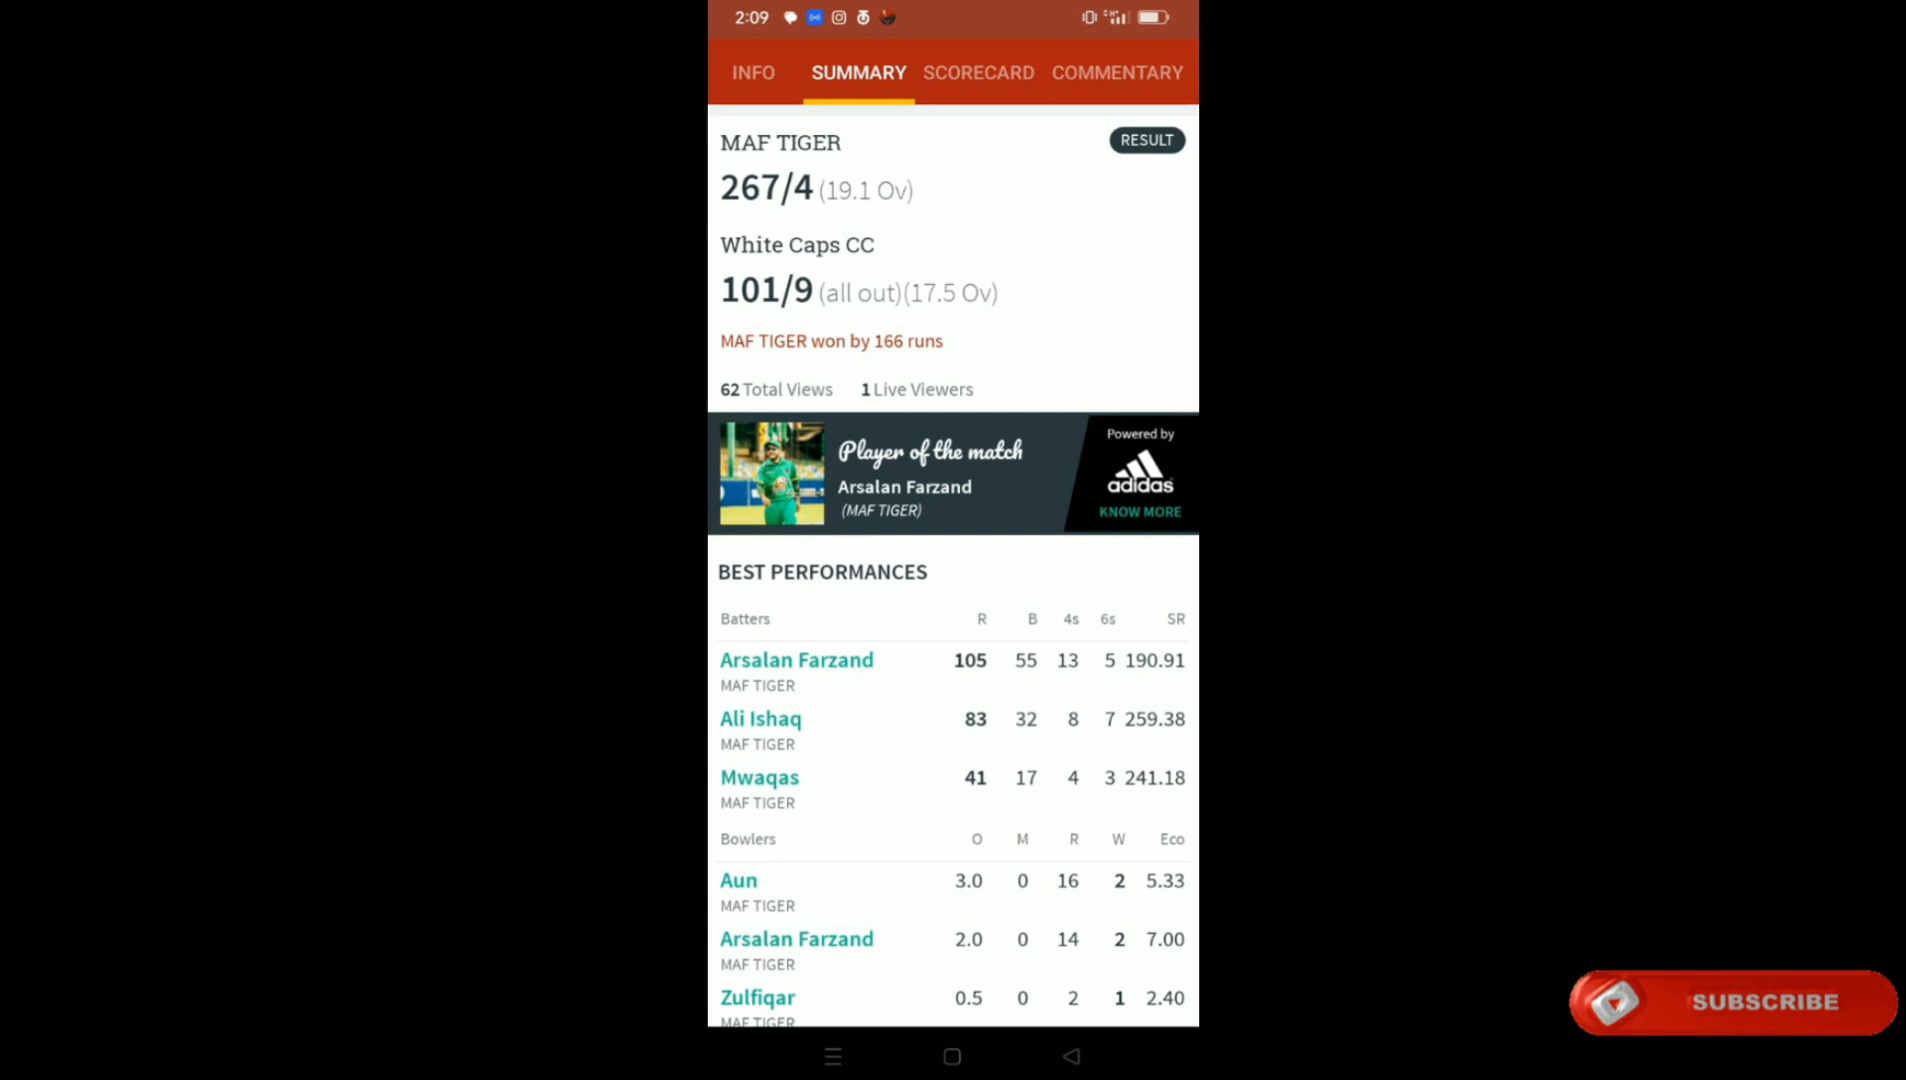 2:09
INFO SUMMARY SCORECARD COMMENTARY
MAF TIGER RESULT
267/4 (19.1 Ov)
White Caps CC
101/9 (all out)(17.5 Ov)
MAF TIGER won by 166 runs
62 Total Views 1 Live Viewers
Player of the match
Arsalan Farzand
(MAF TIGER)
Powered by
adidas
KNOW MORE
BEST PERFORMANCES
Batters R B 4s 6s SR
Arsalan Farzand 105 55 13 5 190.91
MAF TIGER
Ali Ishaq 83 32 8 7 259.38
MAF TIGER
Mwaqas 41 17 4 3 241.18
MAF TIGER
Bowlers O M R W Eco
Aun 3.0 0 16 2 5.33
MAF TIGER
Arsalan Farzand 2.0 0 14 2 7.00
MAF TIGER
Zulfiqar 0.5 0 2 1 2.40
MAF TIGER
SUBSCRIBE